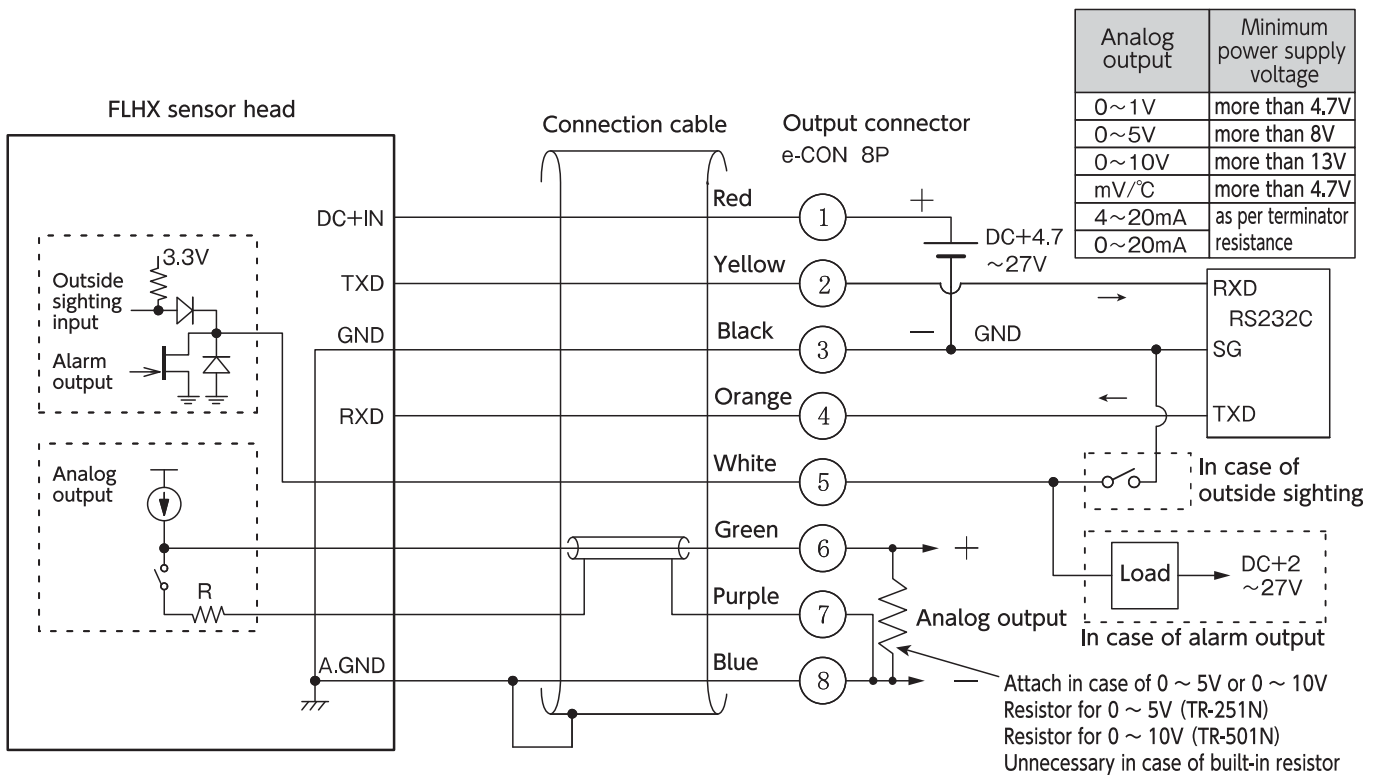 Analog output
Minimum power supply voltage
0~1V
more than 4.7V
0~5V
more than 8V
0~10V
more than 13V
mV/℃
more than 4.7V
4~20mA
0~20mA
as per terminator resistance
FLHX sensor head
Connection cable
Output connector
e-CON 8P
DC+IN
Red
1
+
DC+4.7
~27V
3.3V
Outside
sighting
input
TXD
Yellow
2
→
RXD
RS232C
Alarm
output
GND
Black
3
—
GND
SG
RXD
Orange
4
←
TXD
White
5
In case of
outside sighting
Analog
output
Green
6
+
Load
DC+2
~27V
R
Purple
7
Analog output
In case of alarm output
A.GND
Blue
8
—
Attach in case of 0 ~ 5V or 0 ~ 10V
Resistor for 0 ~ 5V (TR-251N)
Resistor for 0 ~ 10V (TR-501N)
Unnecessary in case of built-in resistor